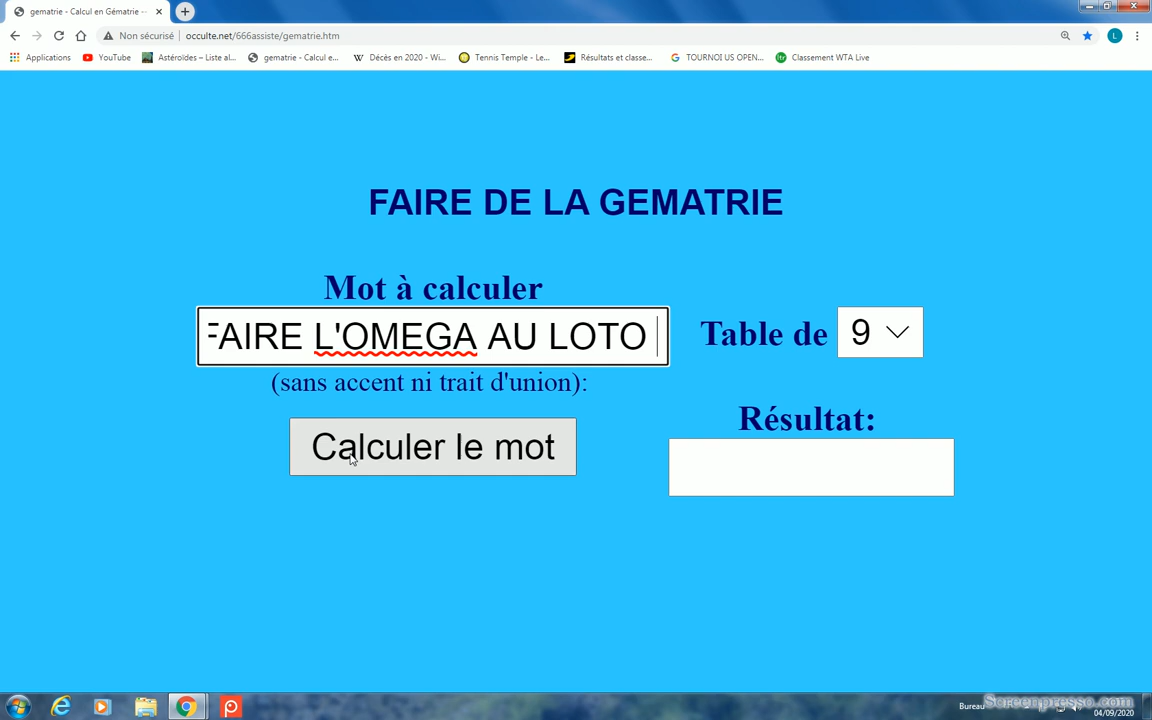 gematrie - Calcul en Gématrie -
Non sécurisé | occulte.net/666assiste/gematrie.htm
Applications YouTube Astéroïdes – Liste al... gematrie - Calcul e... Décès en 2020 - Wi... Tennis Temple - Le... Résultats et classe... TOURNOI US OPEN... Classement WTA Live
FAIRE DE LA GEMATRIE
Mot à calculer
FAIRE L'OMEGA AU LOTO
Table de 9
(sans accent ni trait d'union):
Résultat:
Calculer le mot
Bureau
Screenpresso.com
04/09/2020